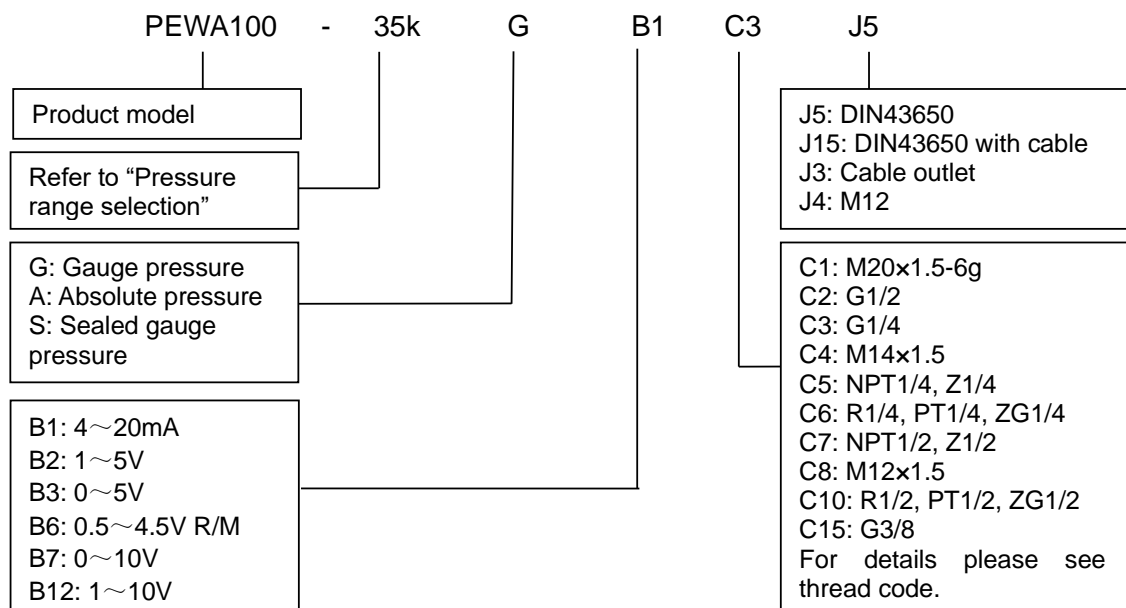 PEWA100 - 35k G B1 C3 J5
Product model
Refer to “Pressure
range selection”
G: Gauge pressure
A: Absolute pressure
S: Sealed gauge
pressure
B1: 4～20mA
B2: 1～5V
B3: 0～5V
B6: 0.5～4.5V R/M
B7: 0～10V
B12: 1～10V
J5: DIN43650
J15: DIN43650 with cable
J3: Cable outlet
J4: M12
C1: M20×1.5-6g
C2: G1/2
C3: G1/4
C4: M14×1.5
C5: NPT1/4, Z1/4
C6: R1/4, PT1/4, ZG1/4
C7: NPT1/2, Z1/2
C8: M12×1.5
C10: R1/2, PT1/2, ZG1/2
C15: G3/8
For details please see
thread code.